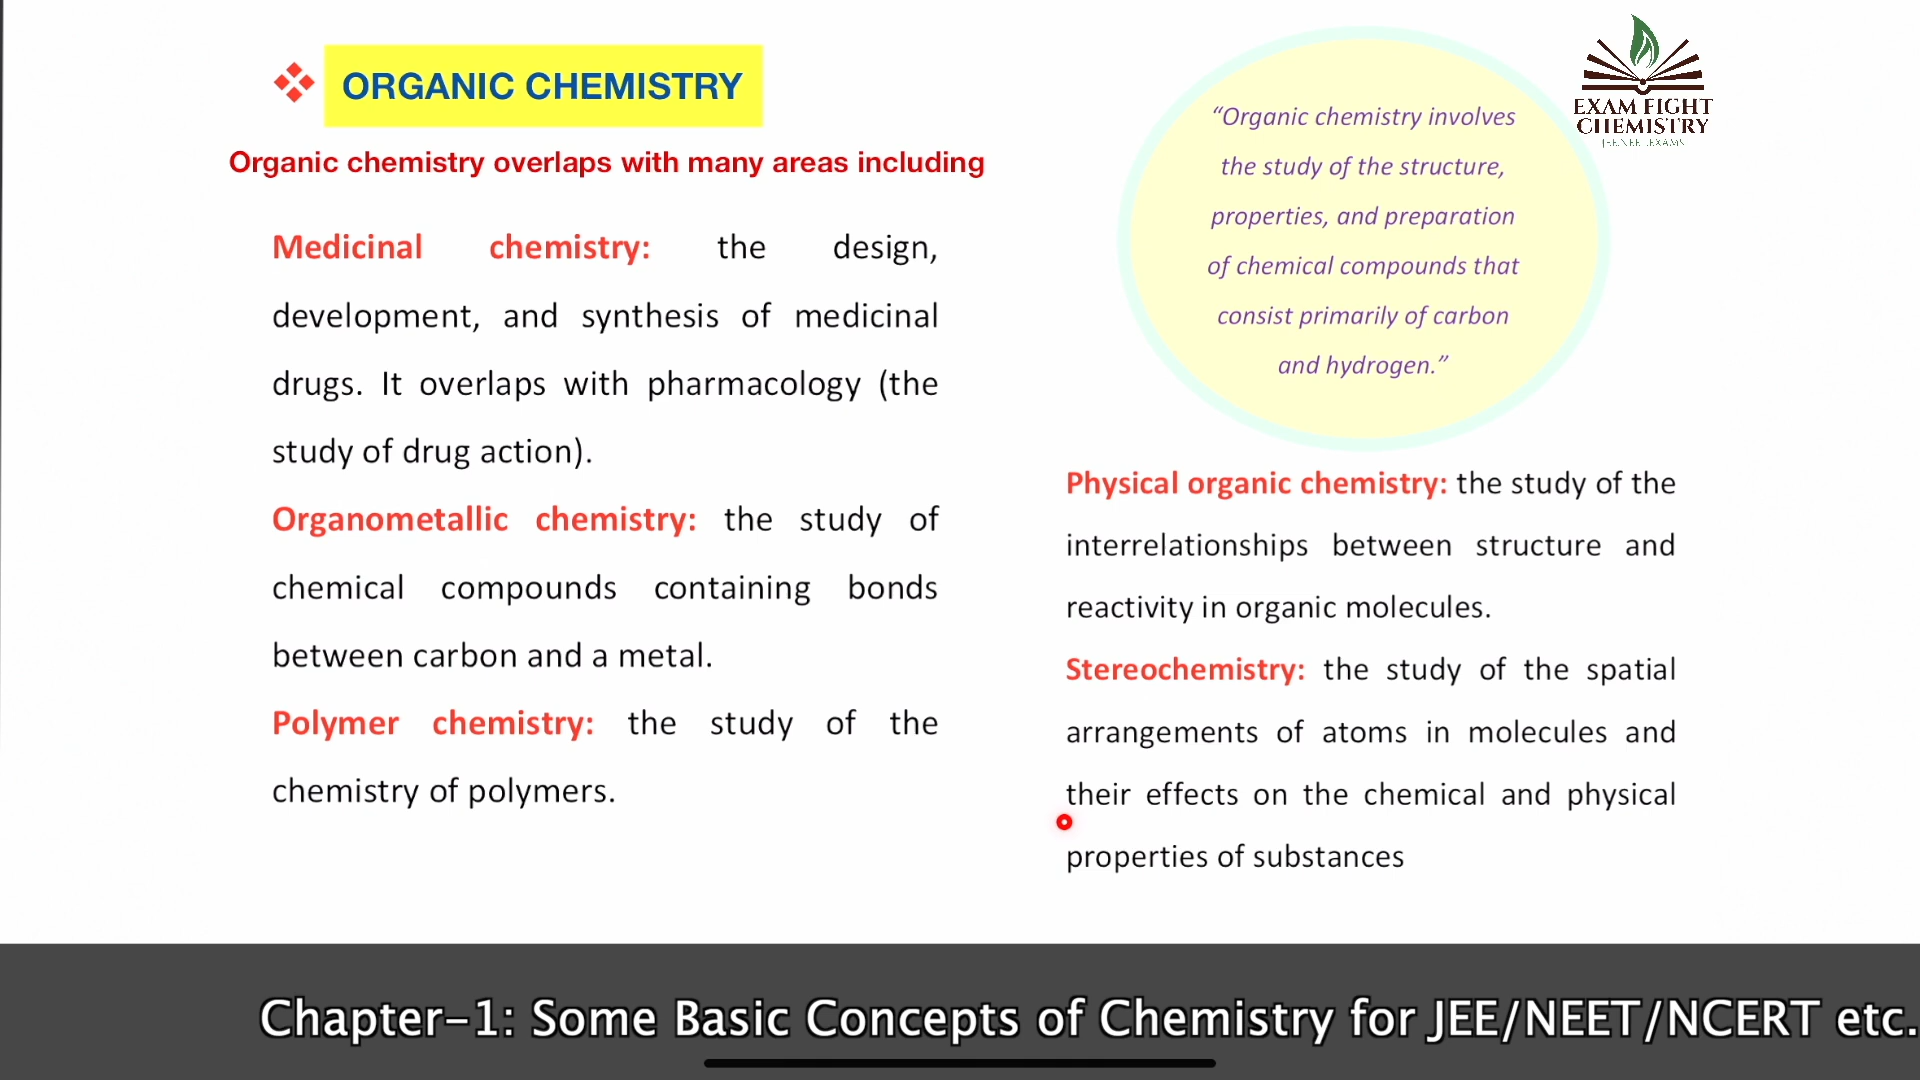 ORGANIC CHEMISTRY
Organic chemistry overlaps with many areas including
Medicinal chemistry: the design,
development, and synthesis of medicinal
drugs. It overlaps with pharmacology (the
study of drug action).
Organometallic chemistry: the study of
chemical compounds containing bonds
between carbon and a metal.
Polymer chemistry: the study of the
chemistry of polymers.
“Organic chemistry involves
the study of the structure,
properties, and preparation
of chemical compounds that
consist primarily of carbon
and hydrogen.”
EXAM FIGHT
CHEMISTRY
Physical organic chemistry: the study of the
interrelationships between structure and
reactivity in organic molecules.
Stereochemistry: the study of the spatial
arrangements of atoms in molecules and
their effects on the chemical and physical
properties of substances
Chapter-1: Some Basic Concepts of Chemistry for JEE/NEET/NCERT etc.